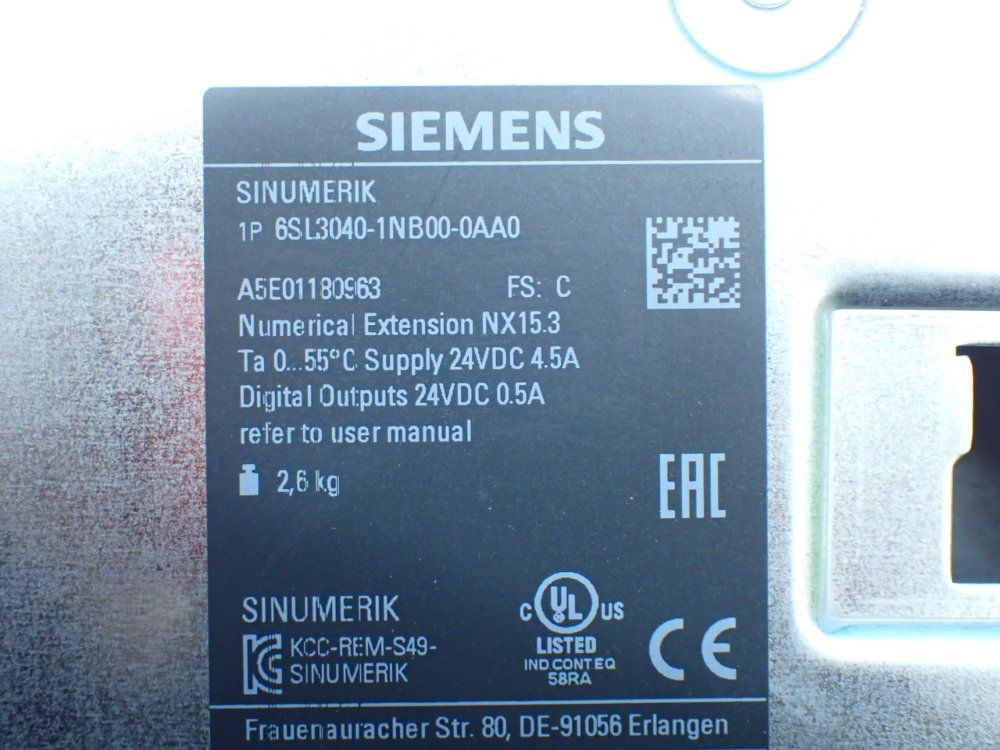 SIEMENS
SINUMERIK
1P 6SL3040-1NB00-0AA0
A5E01180963 FS: C
Numerical Extension NX15.3
Ta 0...55°C Supply 24VDC 4.5A
Digital Outputs 24VDC 0.5A
refer to user manual
2,6 kg
EAC
SINUMERIK
KCC-REM-S49-
SINUMERIK
C UL US
LISTED
IND.CONT.EQ
58RA
CE
Frauenauracher Str. 80, DE-91056 Erlangen